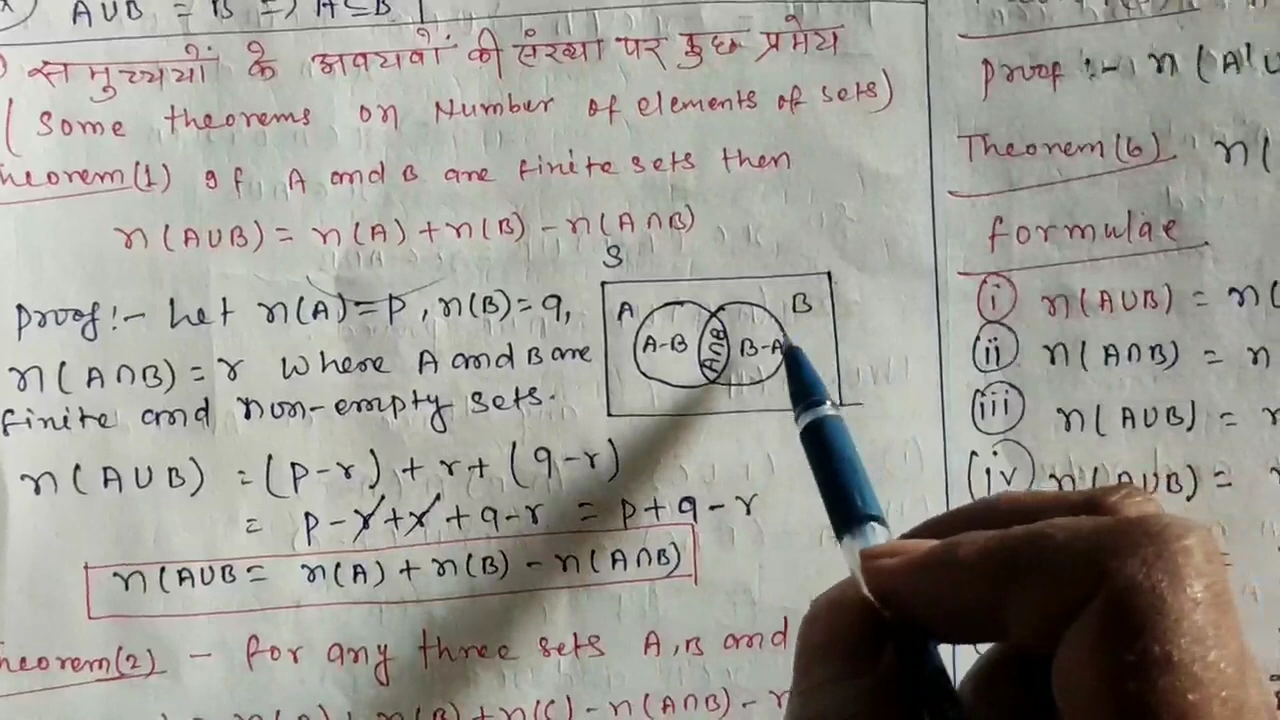 A∪B = B => A⊆B
समुच्चयों के अवयवों की संख्या पर कुछ प्रमेय
(Some theorems on Number of elements of sets)
heorem(1) If A and B are finite sets then
n(A∪B) = n(A)+n(B)-n(A∩B)
S
A B
A-B A∩B B-A
Proof:- Let n(A)=p, n(B)=q,
n(A∩B)=r where A and B are
finite and non-empty sets.
n(A∪B) = (p-r)+r+(q-r)
= p-r+r+q-r = p+q-r
n(A∪B = n(A)+n(B)-n(A∩B)
heorem(2) - for any three sets A,B and
n(A)+n(B)+n(C)-n(A∩B)-n
Proof:- n(A'∪
Theorem(6) n(
formulae
(i) n(A∪B) = n(
(ii) n(A∩B) = n
(iii) n(A∪B) =
(iv) n(A∪B) =